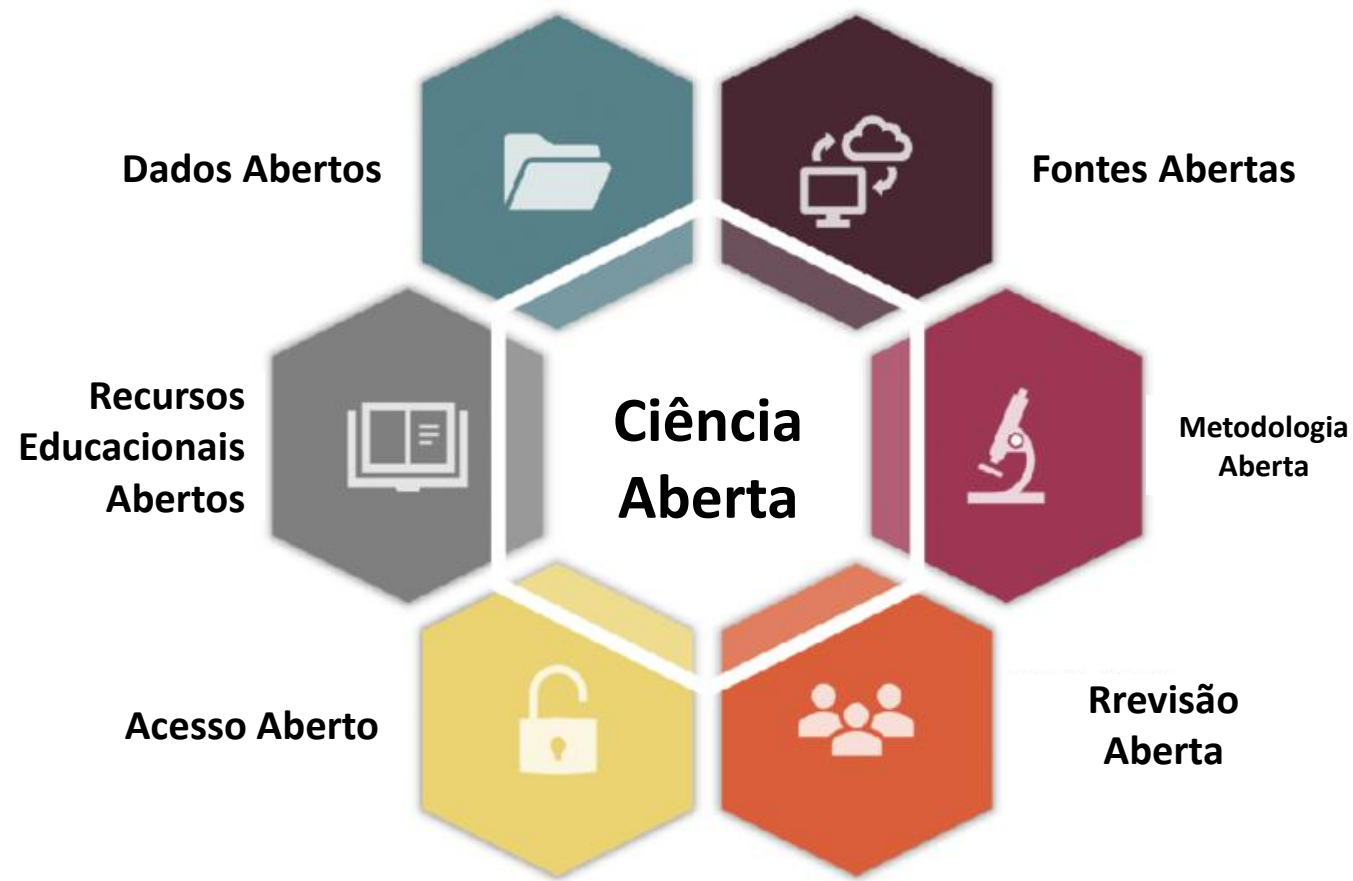 Dados Abertos
Fontes Abertas
Recursos
Educacionais
Abertos
Ciência
Aberta
Metodologia
Aberta
Acesso Aberto
Rrevisão
Aberta